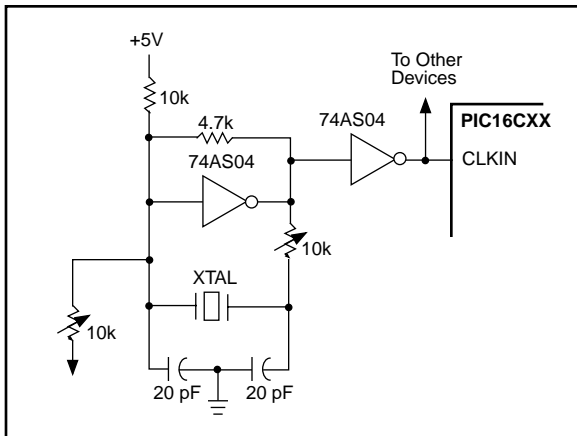 +5V
10k
4.7k
74AS04
74AS04
To Other
Devices
PIC16CXX
CLKIN
10k
XTAL
10k
20 pF
20 pF